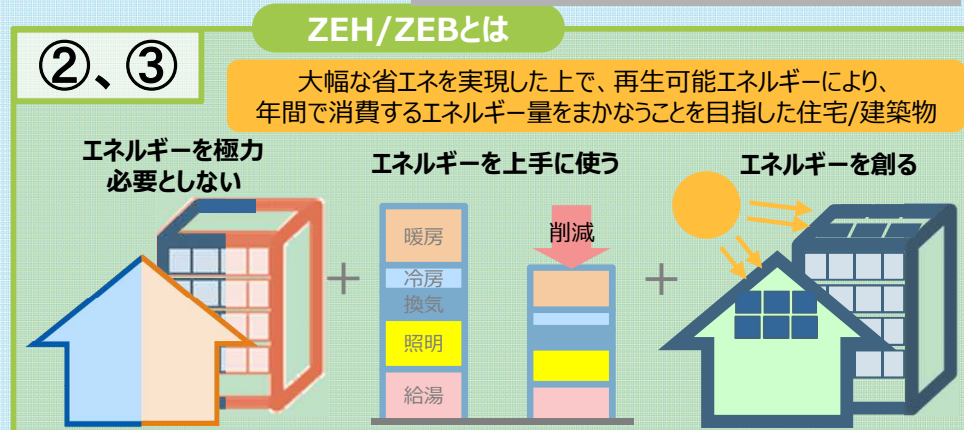 ZEH/ZEBとは
②、③
大幅な省エネを実現した上で、再生可能エネルギーにより、
年間で消費するエネルギー量をまかなうことを目指した住宅/建築物
エネルギーを極力
必要としない
エネルギーを上手に使う
エネルギーを創る
暖房
冷房
換気
照明
給湯
削減
+
+